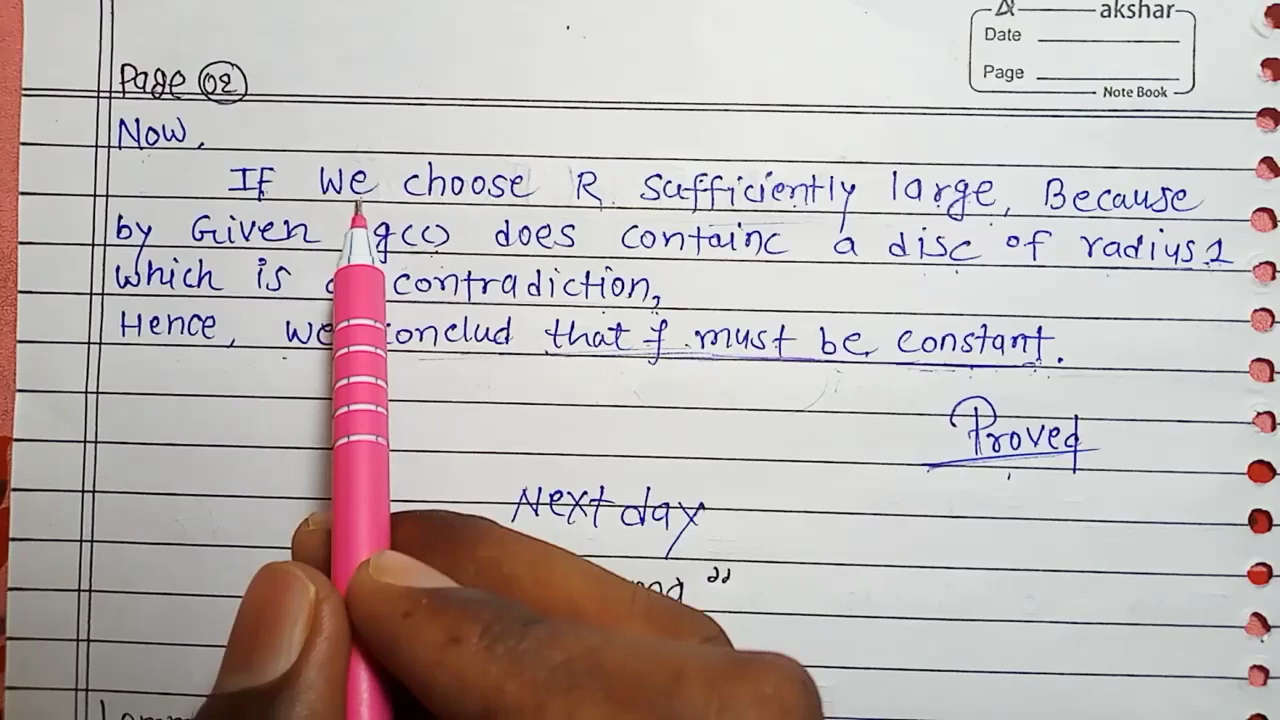 akshar
Date
Page
Note Book
Page 02
Now,
IF we choose R sufficiently large, Because
by Given g(C) does containc a disc of radius 1
which is contradiction,
Hence, we conclud that f must be constant.
Proved
Next day